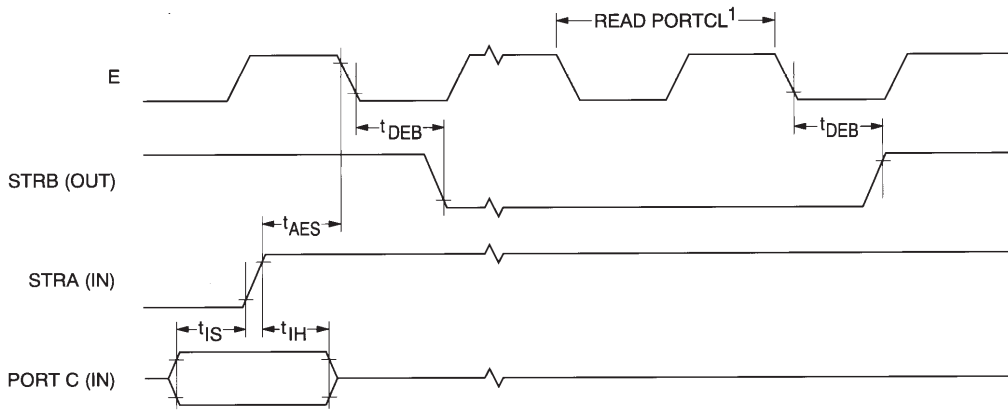 READ PORTCL1
E
tDEB
tDEB
STRB (OUT)
tAES
STRA (IN)
tIS
tIH
PORT C (IN)